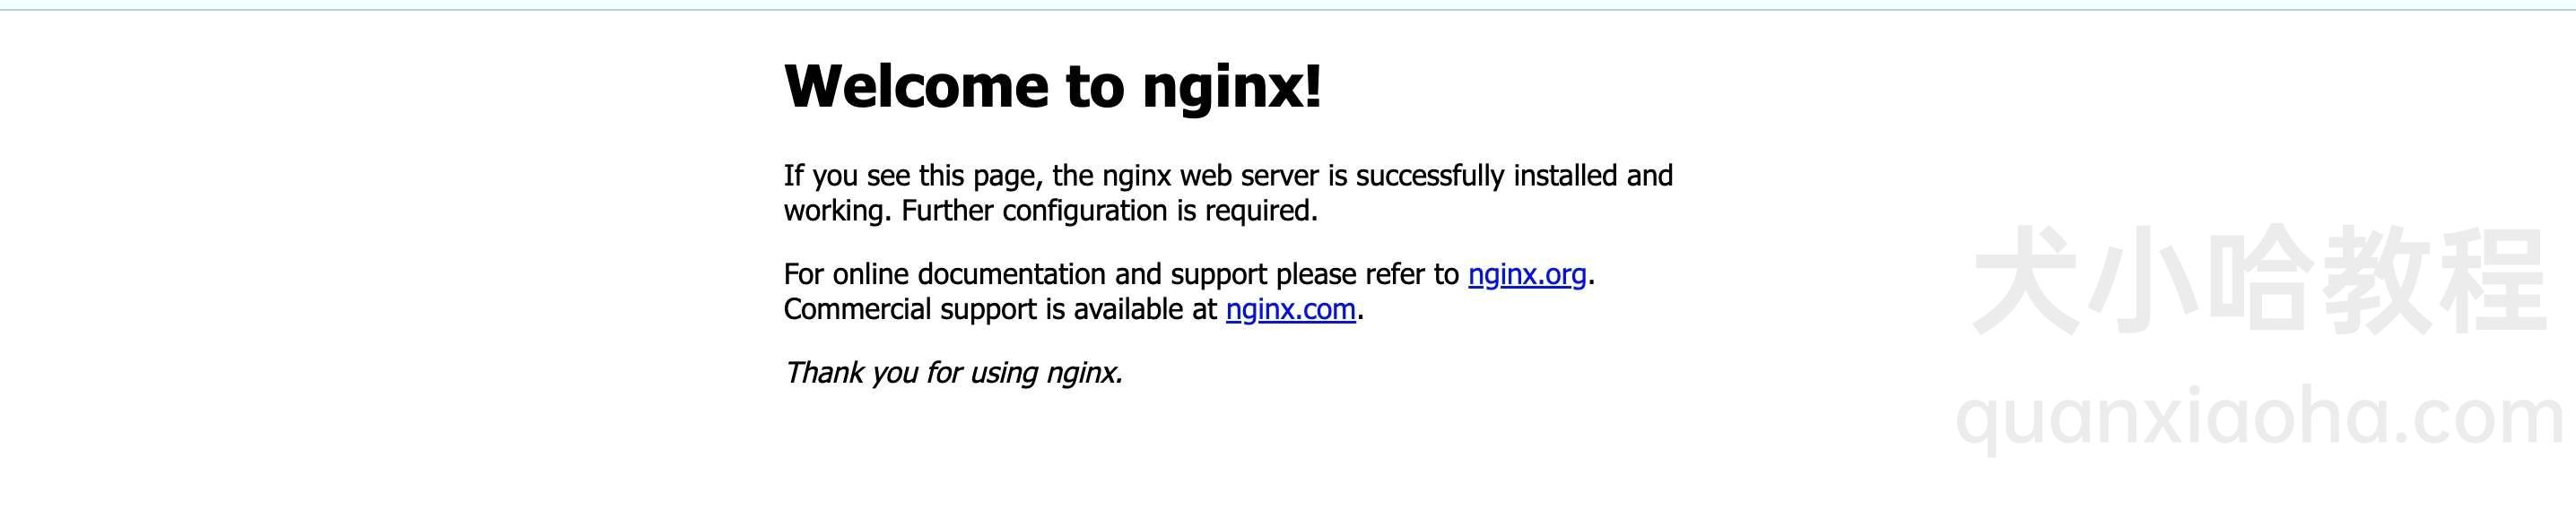 Welcome to nginx!
If you see this page, the nginx web server is successfully installed and
working. Further configuration is required.
For online documentation and support please refer to nginx.org.
Commercial support is available at nginx.com.
Thank you for using nginx.
犬小哈教程
quanxiaoha.com